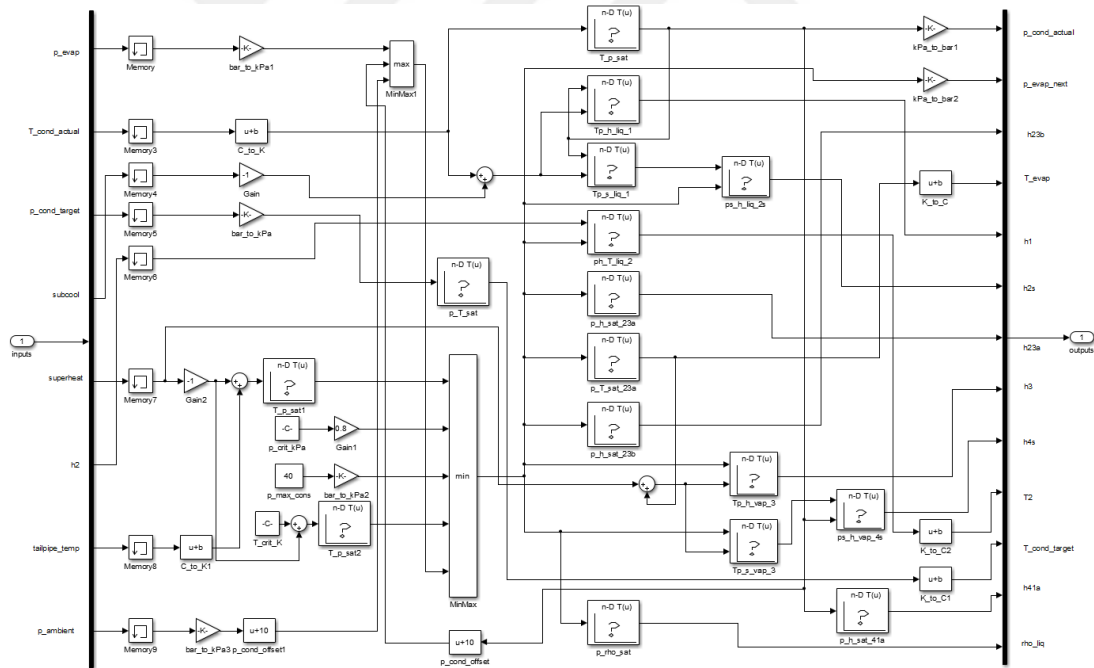 n-D T(u)
T_p_sat
-K-
kPa_to_bar1
p_cond_actual
p_evap
Memory
-K-
bar_to_kPa1
max
MinMax1
-K-
kPa_to_bar2
p_evap_next
n-D T(u)
Tp_h_liq_1
T_cond_actual
Memory3
u+b
C_to_K
h23b
n-D T(u)
Tp_s_liq_1
n-D T(u)
ps_h_liq_2s
Memory4
-1
Gain
u+b
K_to_C
T_evap
p_cond_target
Memory5
-K-
bar_to_kPa
n-D T(u)
ph_T_liq_2
h1
Memory6
n-D T(u)
p_T_sat
subcool
n-D T(u)
p_h_sat_23a
h2s
1
inputs
n-D T(u)
p_T_sat_23a
h23a
1
outputs
superheat
Memory7
-1
Gain2
n-D T(u)
T_p_sat1
h3
-C-
p_crit_kPa
0.8
Gain1
n-D T(u)
p_h_sat_23b
h4s
h2
40
p_max_cons
-K-
bar_to_kPa2
min
MinMax
n-D T(u)
Tp_h_vap_3
n-D T(u)
ps_h_vap_4s
T2
-C-
T_crit_K
n-D T(u)
T_p_sat2
n-D T(u)
Tp_s_vap_3
u+b
K_to_C2
tailpipe_temp
Memory8
u+b
C_to_K1
T_cond_target
u+b
K_to_C1
h41a
n-D T(u)
p_h_sat_41a
p_ambient
Memory9
-K-
bar_to_kPa3
u+10
p_cond_offset1
u+10
p_cond_offset
n-D T(u)
p_rho_sat
rho_liq